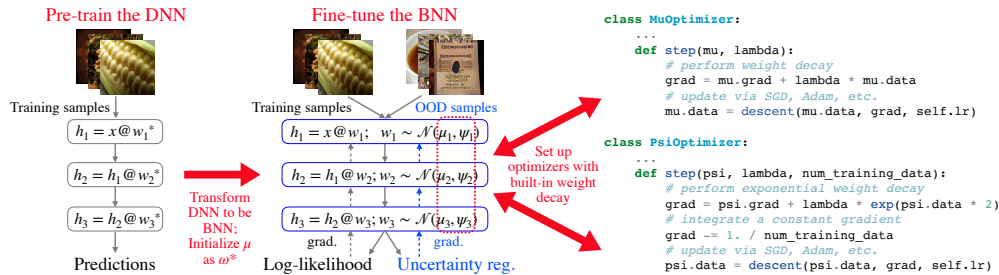 Pre-train the DNN
Training samples
h₁ = x@w₁*
h₂ = h₁@w₂*
h₃ = h₂@w₃*
Predictions
Transform
DNN to be
BNN;
Initialize μ
as ω*
Fine-tune the BNN
Training samples
OOD samples
h₁ = x@w₁; w₁ ~ 𝒩(μ₁, ψ₁)
h₂ = h₁@w₂; w₂ ~ 𝒩(μ₂, ψ₂)
h₃ = h₂@w₃; w₃ ~ 𝒩(μ₃, ψ₃)
grad.
grad.
Log-likelihood
Uncertainty reg.
Set up
optimizers with
built-in weight
decay
class MuOptimizer:
...
def step(mu, lambda):
# perform weight decay
grad = mu.grad + lambda * mu.data
# update via SGD, Adam, etc.
mu.data = descent(mu.data, grad, self.lr)
class PsiOptimizer:
...
def step(psi, lambda, num_training_data):
# perform exponential weight decay
grad = psi.grad + lambda * exp(psi.data * 2)
# integrate a constant gradient
grad -= 1. / num_training_data
# update via SGD, Adam, etc.
psi.data = descent(psi.data, grad, self.lr)